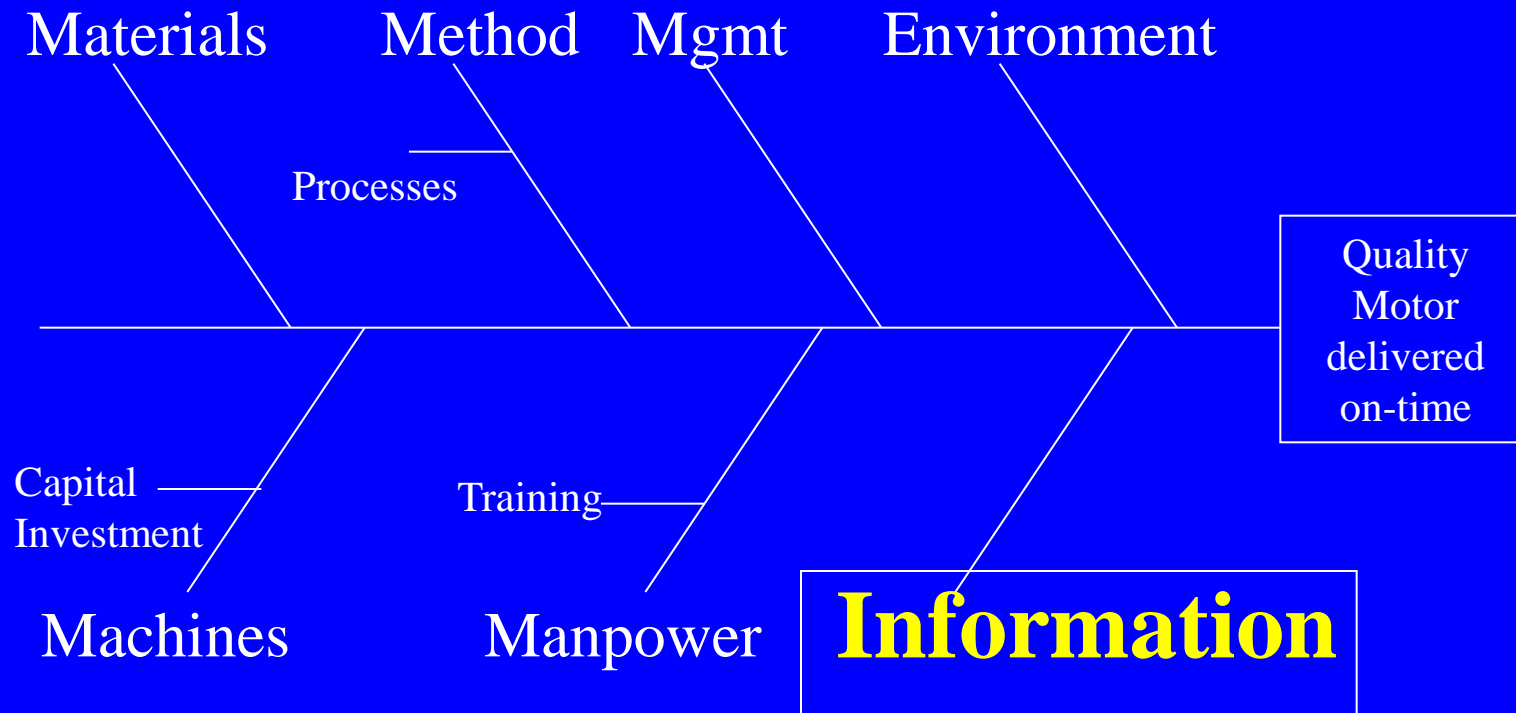 Materials
Method
Mgmt
Environment
Processes
Quality
Motor
delivered
on-time
Capital
Investment
Training
Machines
Manpower
Information